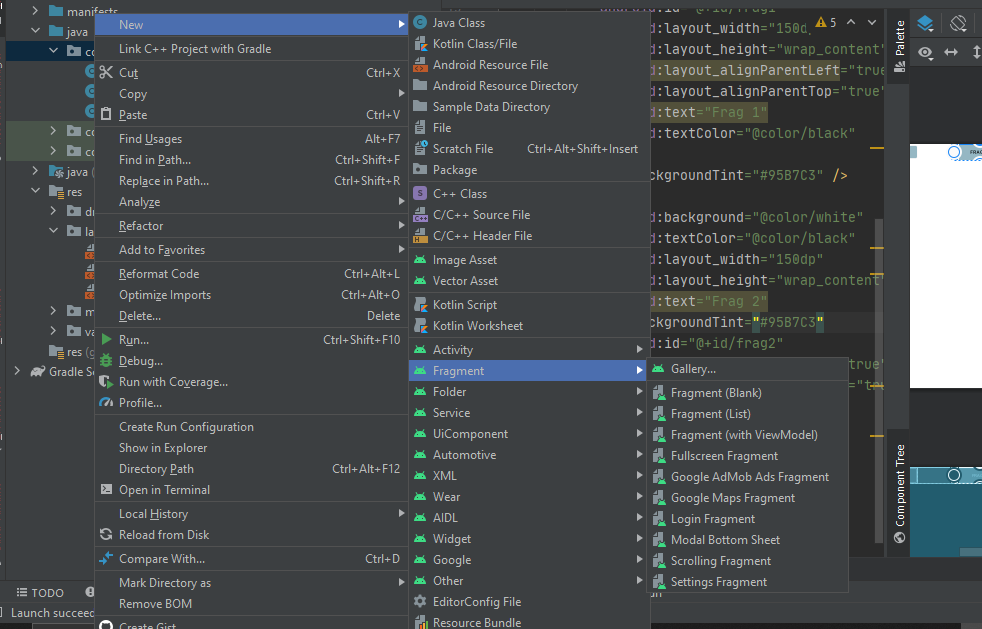 manifests
java
New
Link C++ Project with Gradle
Cut Ctrl+X
Copy
Paste Ctrl+V
Find Usages Alt+F7
Find in Path... Ctrl+Shift+F
Replace in Path... Ctrl+Shift+R
Analyze
Refactor
Add to Favorites
Reformat Code Ctrl+Alt+L
Optimize Imports Ctrl+Alt+O
Delete... Delete
Run... Ctrl+Shift+F10
Debug...
Run with Coverage...
Profile...
Create Run Configuration
Show in Explorer
Directory Path Ctrl+Alt+F12
Open in Terminal
Local History
Reload from Disk
Compare With... Ctrl+D
Mark Directory as
Remove BOM
Create Gist...
java (
res
res (g
Gradle Sc
TODO
Launch succeed
Java Class
Kotlin Class/File
Android Resource File
Android Resource Directory
Sample Data Directory
File
Scratch File Ctrl+Alt+Shift+Insert
Package
C++ Class
C/C++ Source File
C/C++ Header File
Image Asset
Vector Asset
Kotlin Script
Kotlin Worksheet
Activity
Fragment
Folder
Service
UiComponent
Automotive
XML
Wear
AIDL
Widget
Google
Other
EditorConfig File
Resource Bundle
Gallery...
Fragment (Blank)
Fragment (List)
Fragment (with ViewModel)
Fullscreen Fragment
Google AdMob Ads Fragment
Google Maps Fragment
Login Fragment
Modal Bottom Sheet
Scrolling Fragment
Settings Fragment
d:layout_width="150d
5
d:layout_height="wrap_content"
d:layout_alignParentLeft="true
d:layout_alignParentTop="true"
d:text="Frag 1"
d:textColor="@color/black"
ckgroundTint="#95B7C3" />
d:background="@color/white"
d:textColor="@color/black"
d:layout_width="150dp"
d:layout_height="wrap_content"
d:text="Frag 2"
ckgroundTint="#95B7C3"
d:id="@+id/frag2"
Palette
Component Tree
FRAG